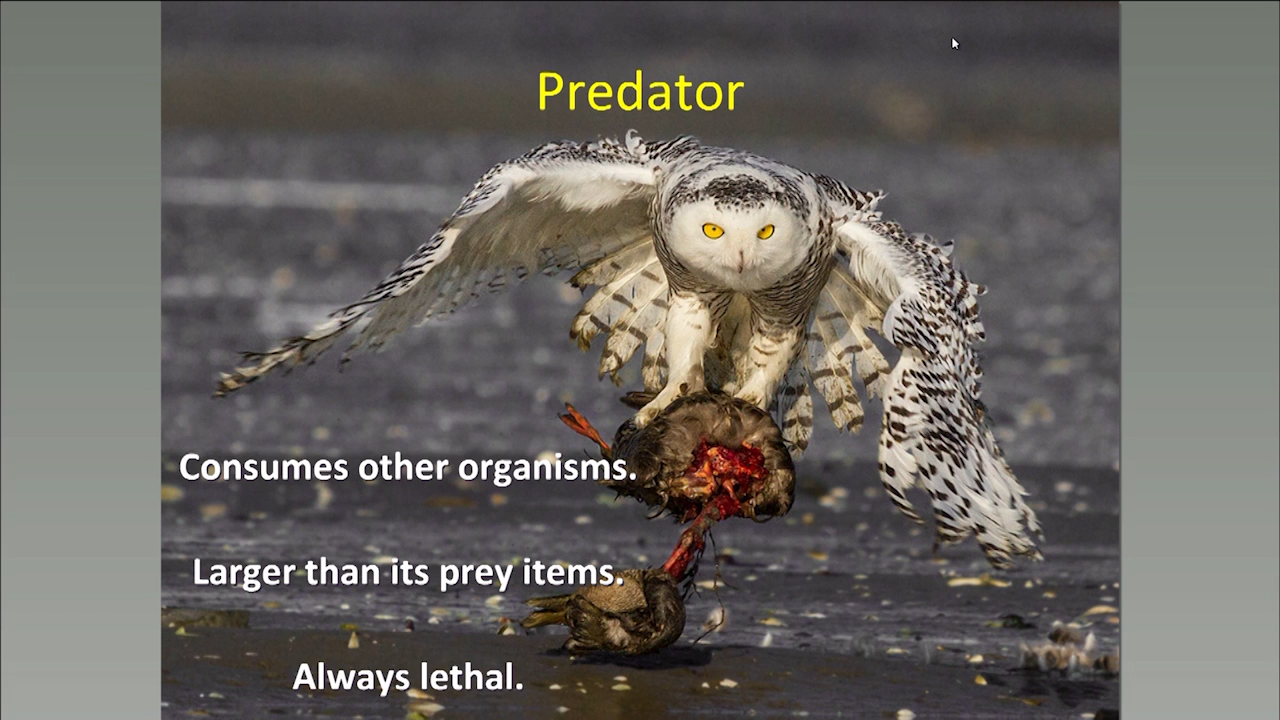 Predator
Consumes other organisms.
Larger than its prey items.
Always lethal.